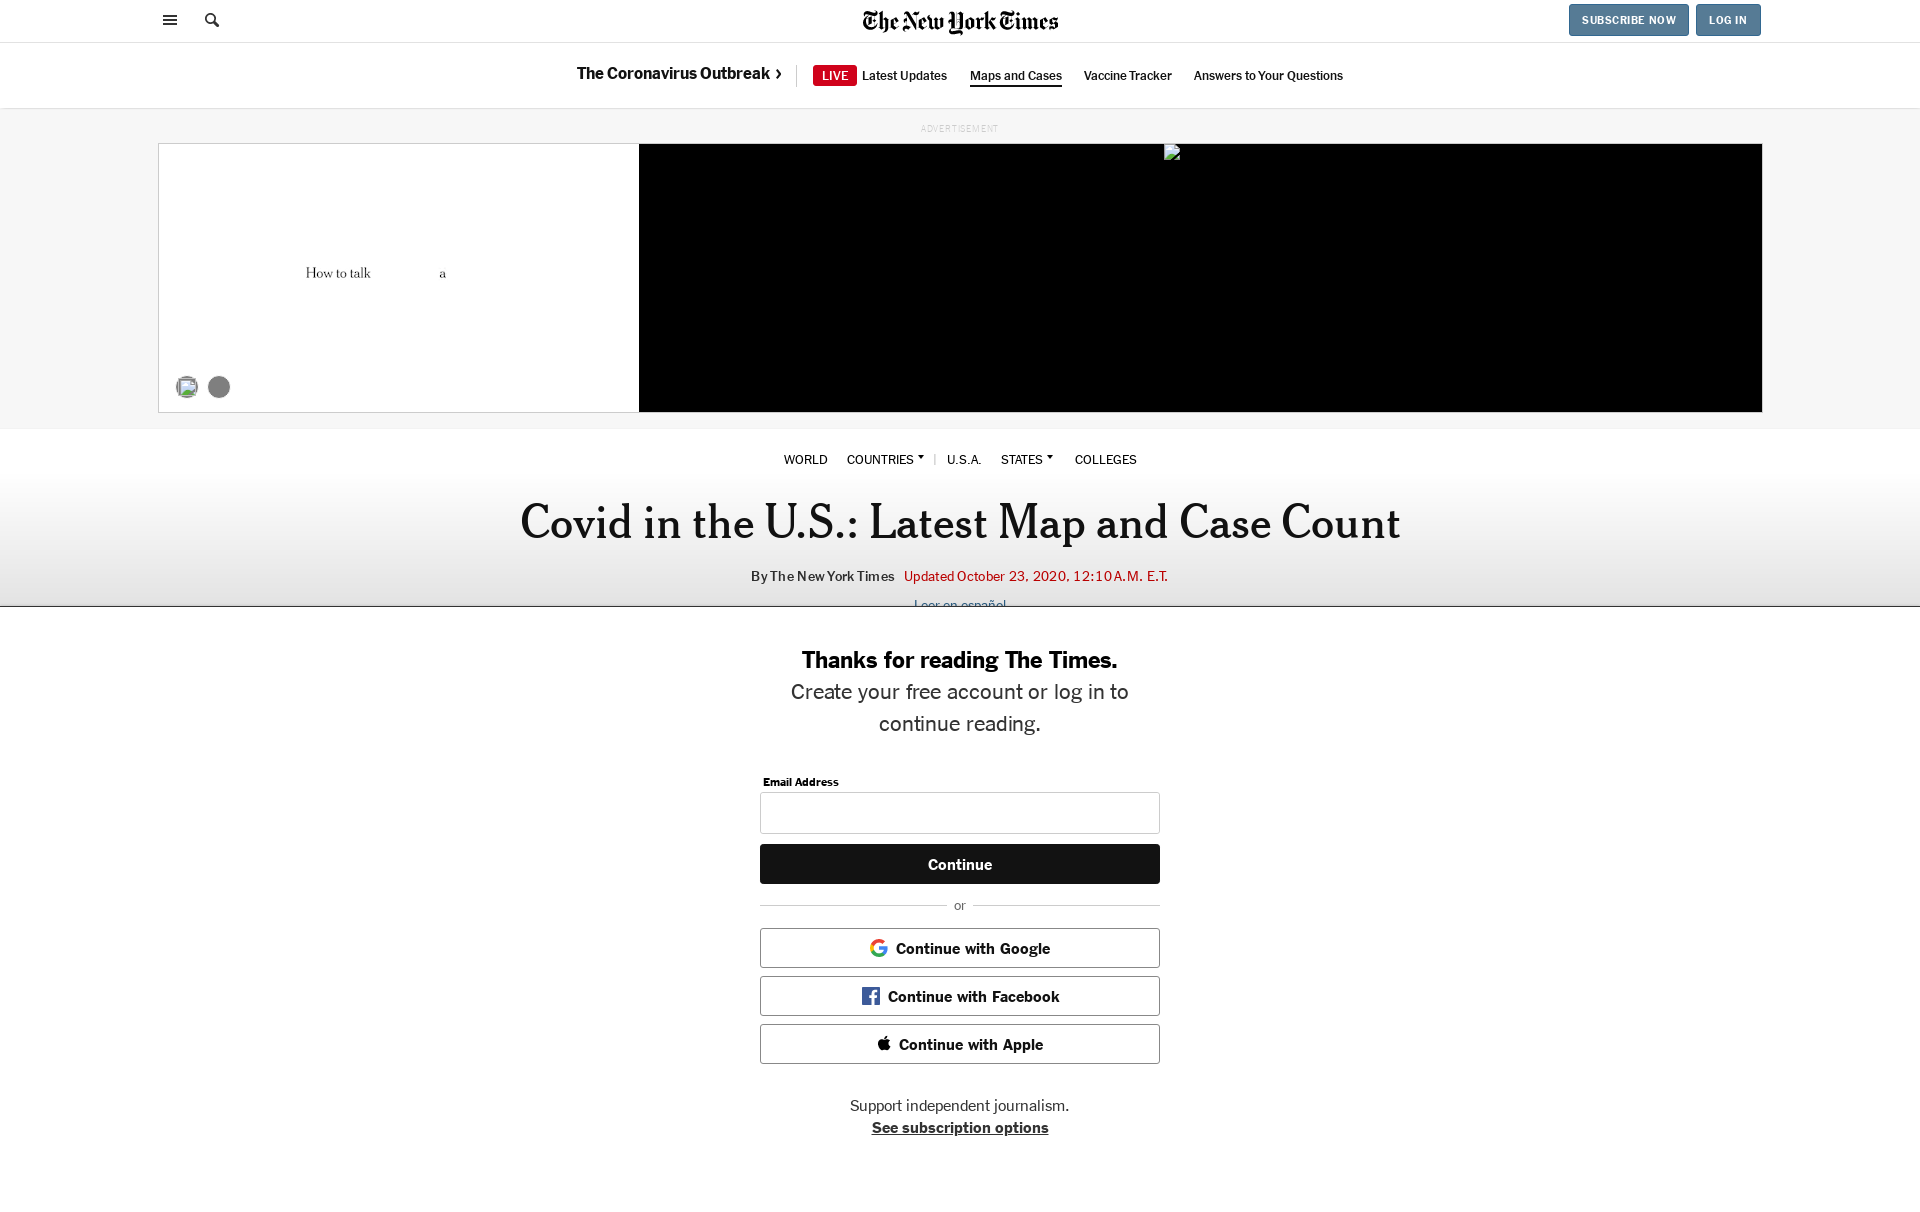 The New York Times
SUBSCRIBE NOW
LOG IN
The Coronavirus Outbreak ›
LIVE Latest Updates
Maps and Cases
Vaccine Tracker
Answers to Your Questions
ADVERTISEMENT
How to talk a
WORLD COUNTRIES | U.S.A. STATES COLLEGES
Covid in the U.S.: Latest Map and Case Count
By The New York Times Updated October 23, 2020, 12:10 A.M. E.T.
Leer en español
Thanks for reading The Times.
Create your free account or log in to
continue reading.
Email Address
Continue
or
Continue with Google
Continue with Facebook
Continue with Apple
Support independent journalism.
See subscription options